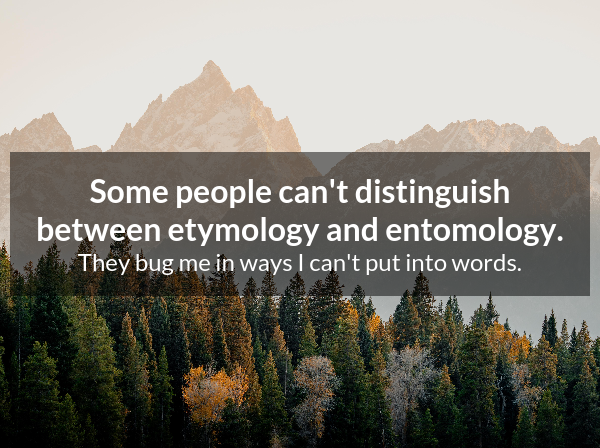 Some people can't distinguish
between etymology and entomology.
They bug me in ways I can't put into words.